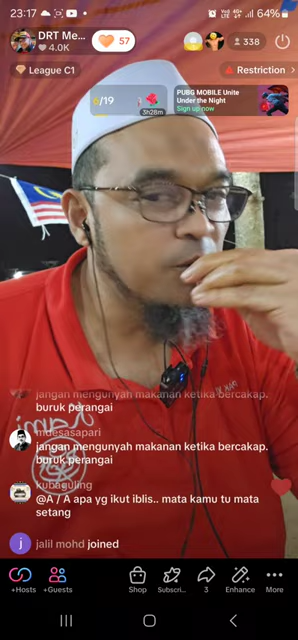 23:17
64%
DRT Me...
4.0K
57
338
League C1
Restriction >
6/19
3h28m
PUBG MOBILE Unite
Under the Night
Sign up now
jangan mengunyah makanan ketika bercakap.
buruk perangai
mdesasapari
jangan mengunyah makanan ketika bercakap.
buruk perangai
kubaguling
@A / A apa yg ikut iblis.. mata kamu tu mata
setang
j
jalil mohd joined
+Hosts
+Guests
Shop
Subscri...
3
Enhance
More